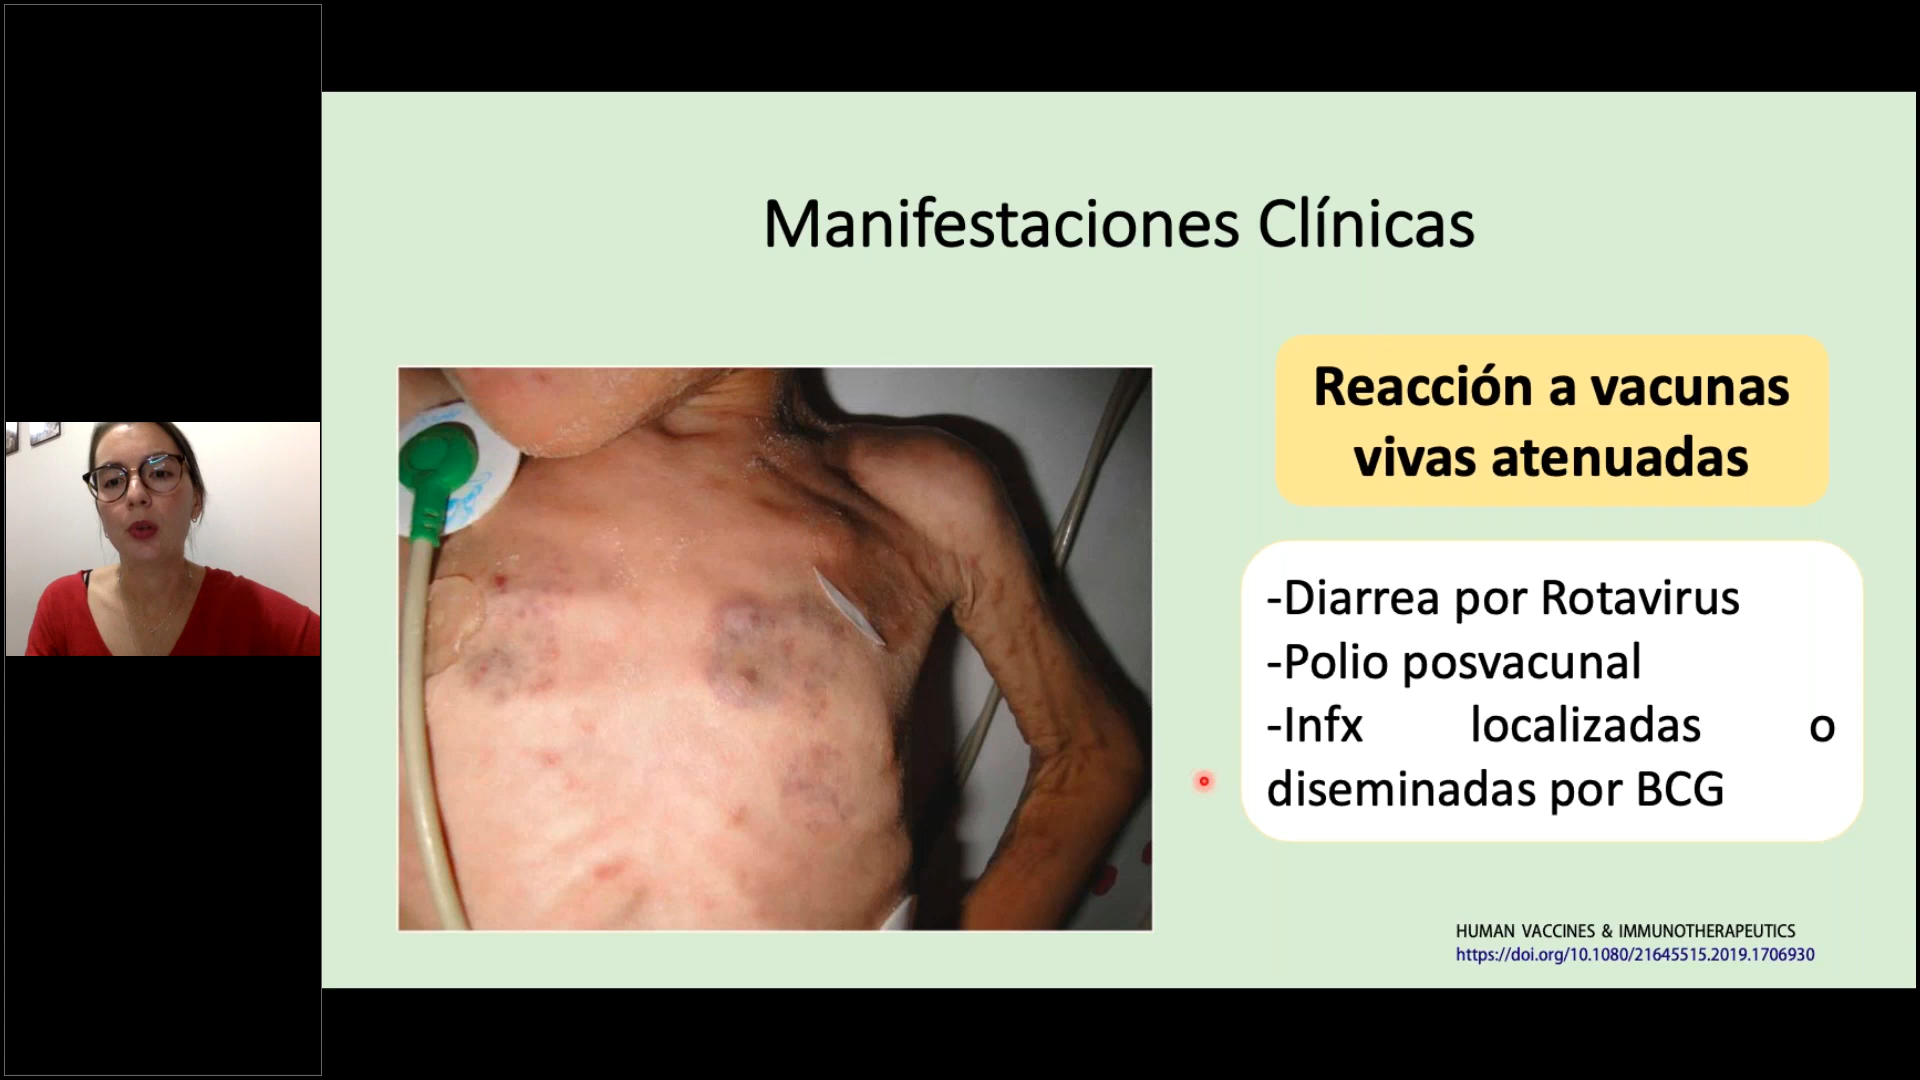 Manifestaciones Clínicas
Reacción a vacunas
vivas atenuadas
-Diarrea por Rotavirus
-Polio posvacunal
-Infx localizadas o
diseminadas por BCG
HUMAN VACCINES & IMMUNOTHERAPEUTICS
https://doi.org/10.1080/21645515.2019.1706930